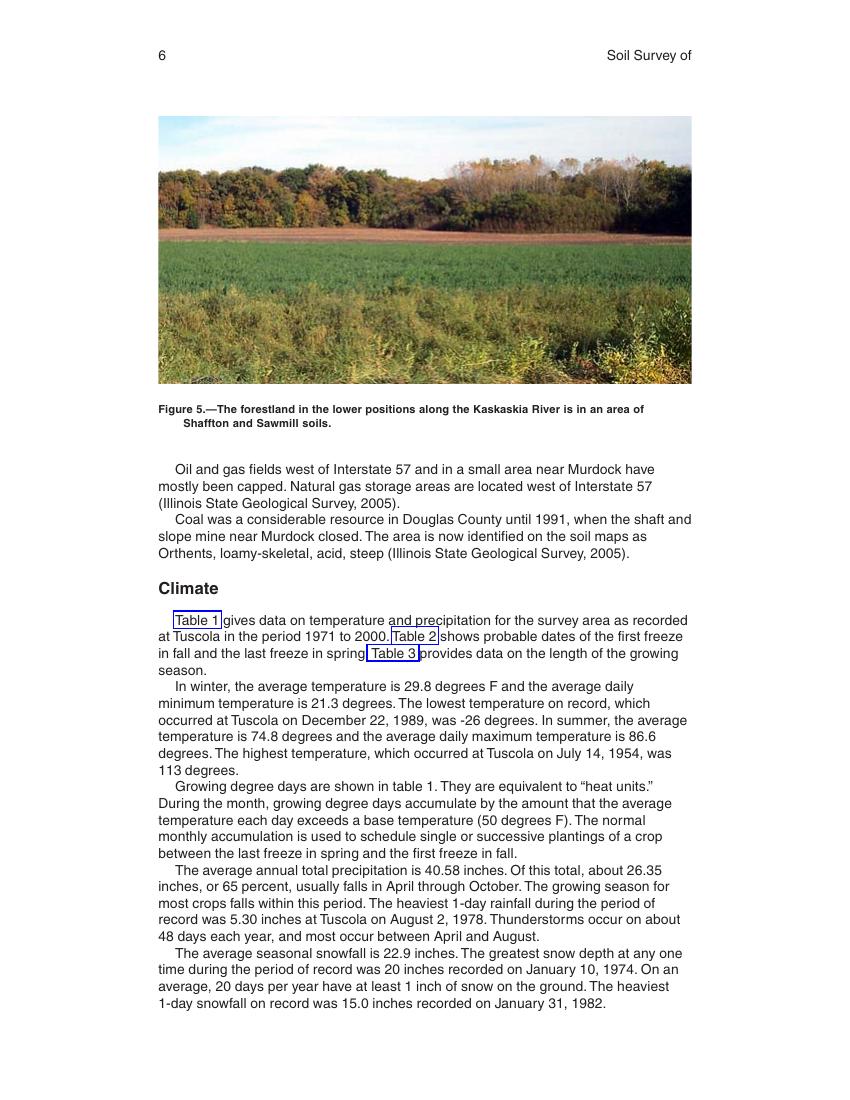 6
Soil Survey of
Figure 5.—The forestland in the lower positions along the Kaskaskia River is in an area of
Shaffton and Sawmill soils.
Oil and gas fields west of Interstate 57 and in a small area near Murdock have
mostly been capped. Natural gas storage areas are located west of Interstate 57
(Illinois State Geological Survey, 2005).
Coal was a considerable resource in Douglas County until 1991, when the shaft and
slope mine near Murdock closed. The area is now identified on the soil maps as
Orthents, loamy-skeletal, acid, steep (Illinois State Geological Survey, 2005).
Climate
Table 1 gives data on temperature and precipitation for the survey area as recorded
at Tuscola in the period 1971 to 2000. Table 2 shows probable dates of the first freeze
in fall and the last freeze in spring. Table 3 provides data on the length of the growing
season.
In winter, the average temperature is 29.8 degrees F and the average daily
minimum temperature is 21.3 degrees. The lowest temperature on record, which
occurred at Tuscola on December 22, 1989, was -26 degrees. In summer, the average
temperature is 74.8 degrees and the average daily maximum temperature is 86.6
degrees. The highest temperature, which occurred at Tuscola on July 14, 1954, was
113 degrees.
Growing degree days are shown in table 1. They are equivalent to “heat units.”
During the month, growing degree days accumulate by the amount that the average
temperature each day exceeds a base temperature (50 degrees F). The normal
monthly accumulation is used to schedule single or successive plantings of a crop
between the last freeze in spring and the first freeze in fall.
The average annual total precipitation is 40.58 inches. Of this total, about 26.35
inches, or 65 percent, usually falls in April through October. The growing season for
most crops falls within this period. The heaviest 1-day rainfall during the period of
record was 5.30 inches at Tuscola on August 2, 1978. Thunderstorms occur on about
48 days each year, and most occur between April and August.
The average seasonal snowfall is 22.9 inches. The greatest snow depth at any one
time during the period of record was 20 inches recorded on January 10, 1974. On an
average, 20 days per year have at least 1 inch of snow on the ground. The heaviest
1-day snowfall on record was 15.0 inches recorded on January 31, 1982.